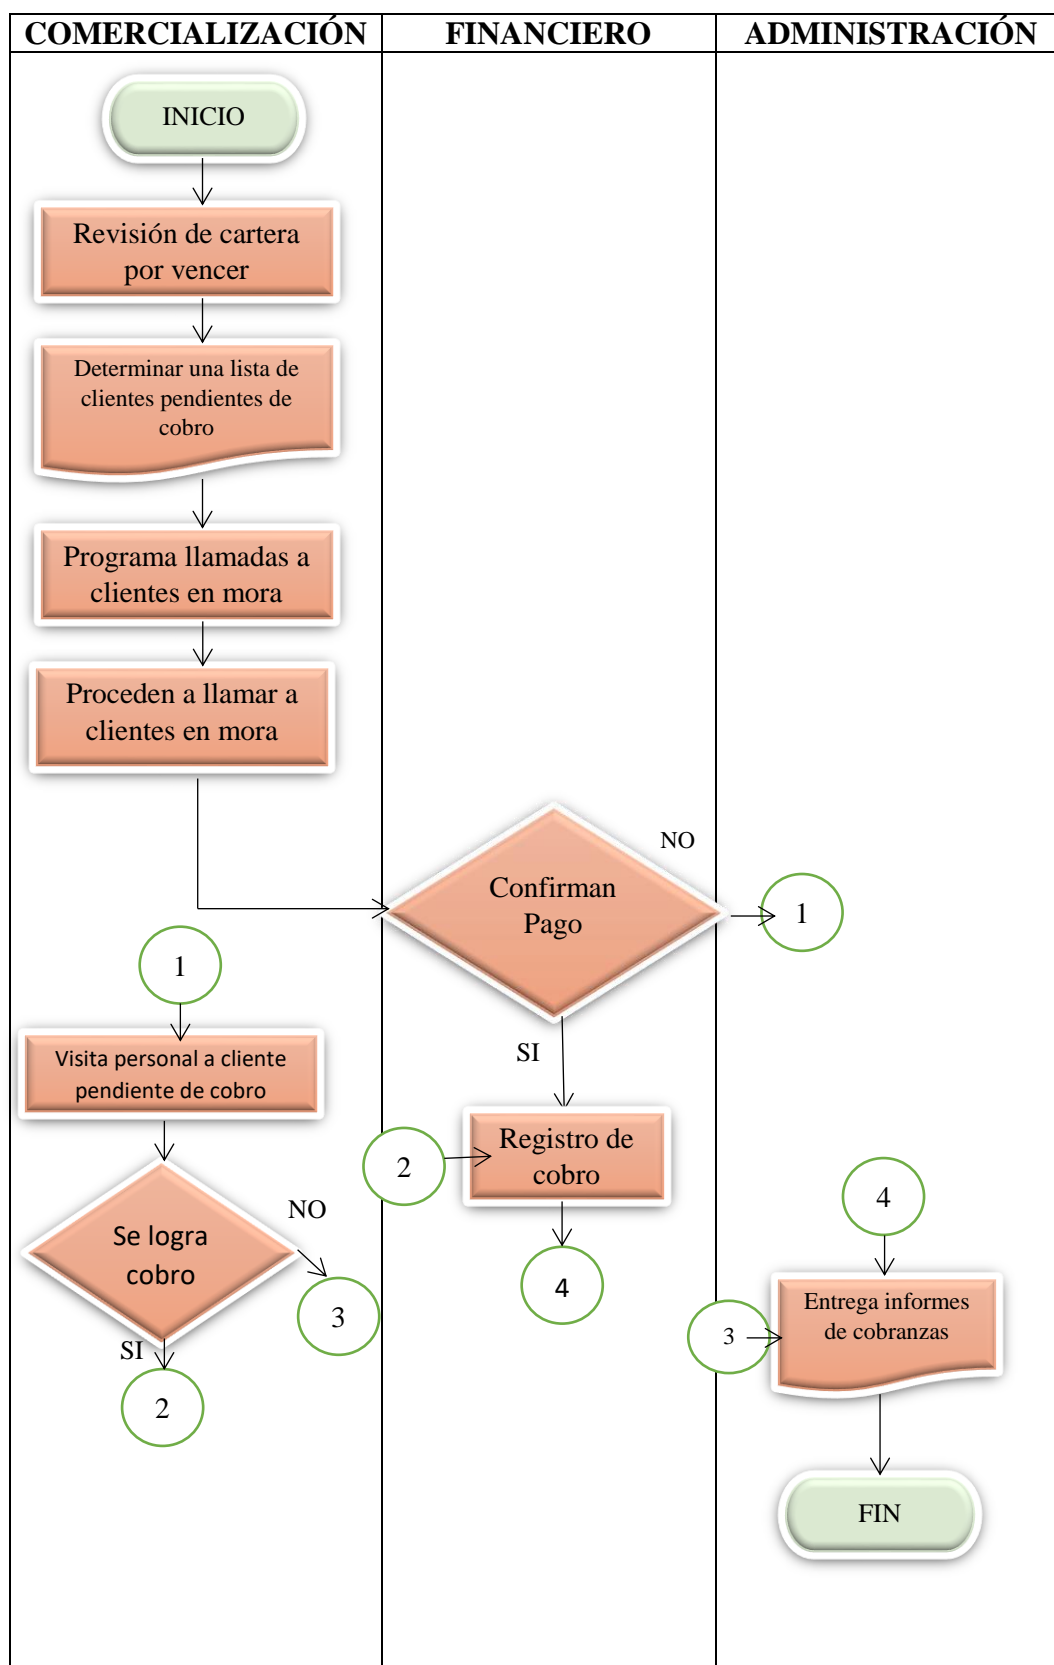 COMERCIALIZACIÓN
FINANCIERO
ADMINISTRACIÓN
INICIO
Revisión de cartera
por vencer
Determinar una lista de
clientes pendientes de
cobro
Programa llamadas a
clientes en mora
Proceden a llamar a
clientes en mora
Confirman
Pago
NO
1
SI
1
Visita personal a cliente
pendiente de cobro
Se logra
cobro
NO
3
SI
2
2
Registro de
cobro
4
4
3
Entrega informes
de cobranzas
FIN